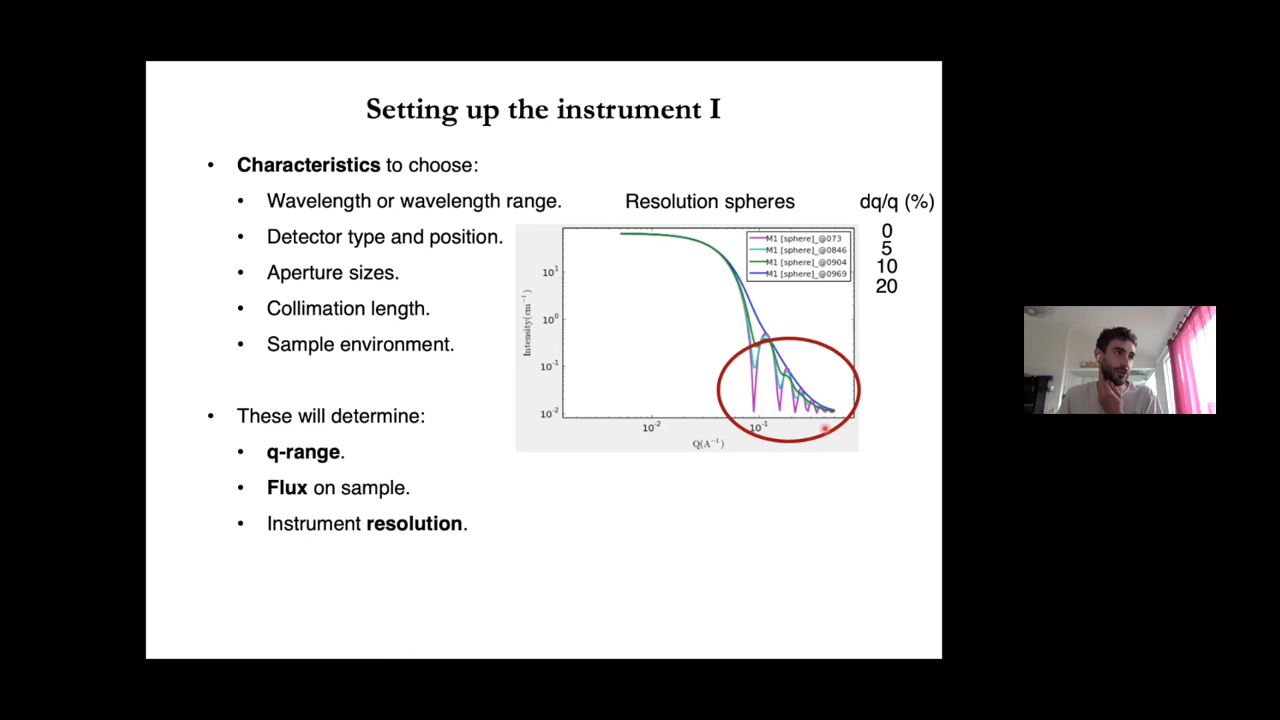 Setting up the instrument I
• Characteristics to choose:
• Wavelength or wavelength range.
• Detector type and position.
• Aperture sizes.
• Collimation length.
• Sample environment.
• These will determine:
• q-range.
• Flux on sample.
• Instrument resolution.
Resolution spheres
dq/q (%)
0
5
10
20
M1 [sphere]_@073
M1 [sphere]_@0846
M1 [sphere]_@0904
M1 [sphere]_@0969
Intensity(cm⁻¹)
10¹
10⁰
10⁻¹
10⁻²
10⁻² 10⁻¹
Q(A⁻¹)